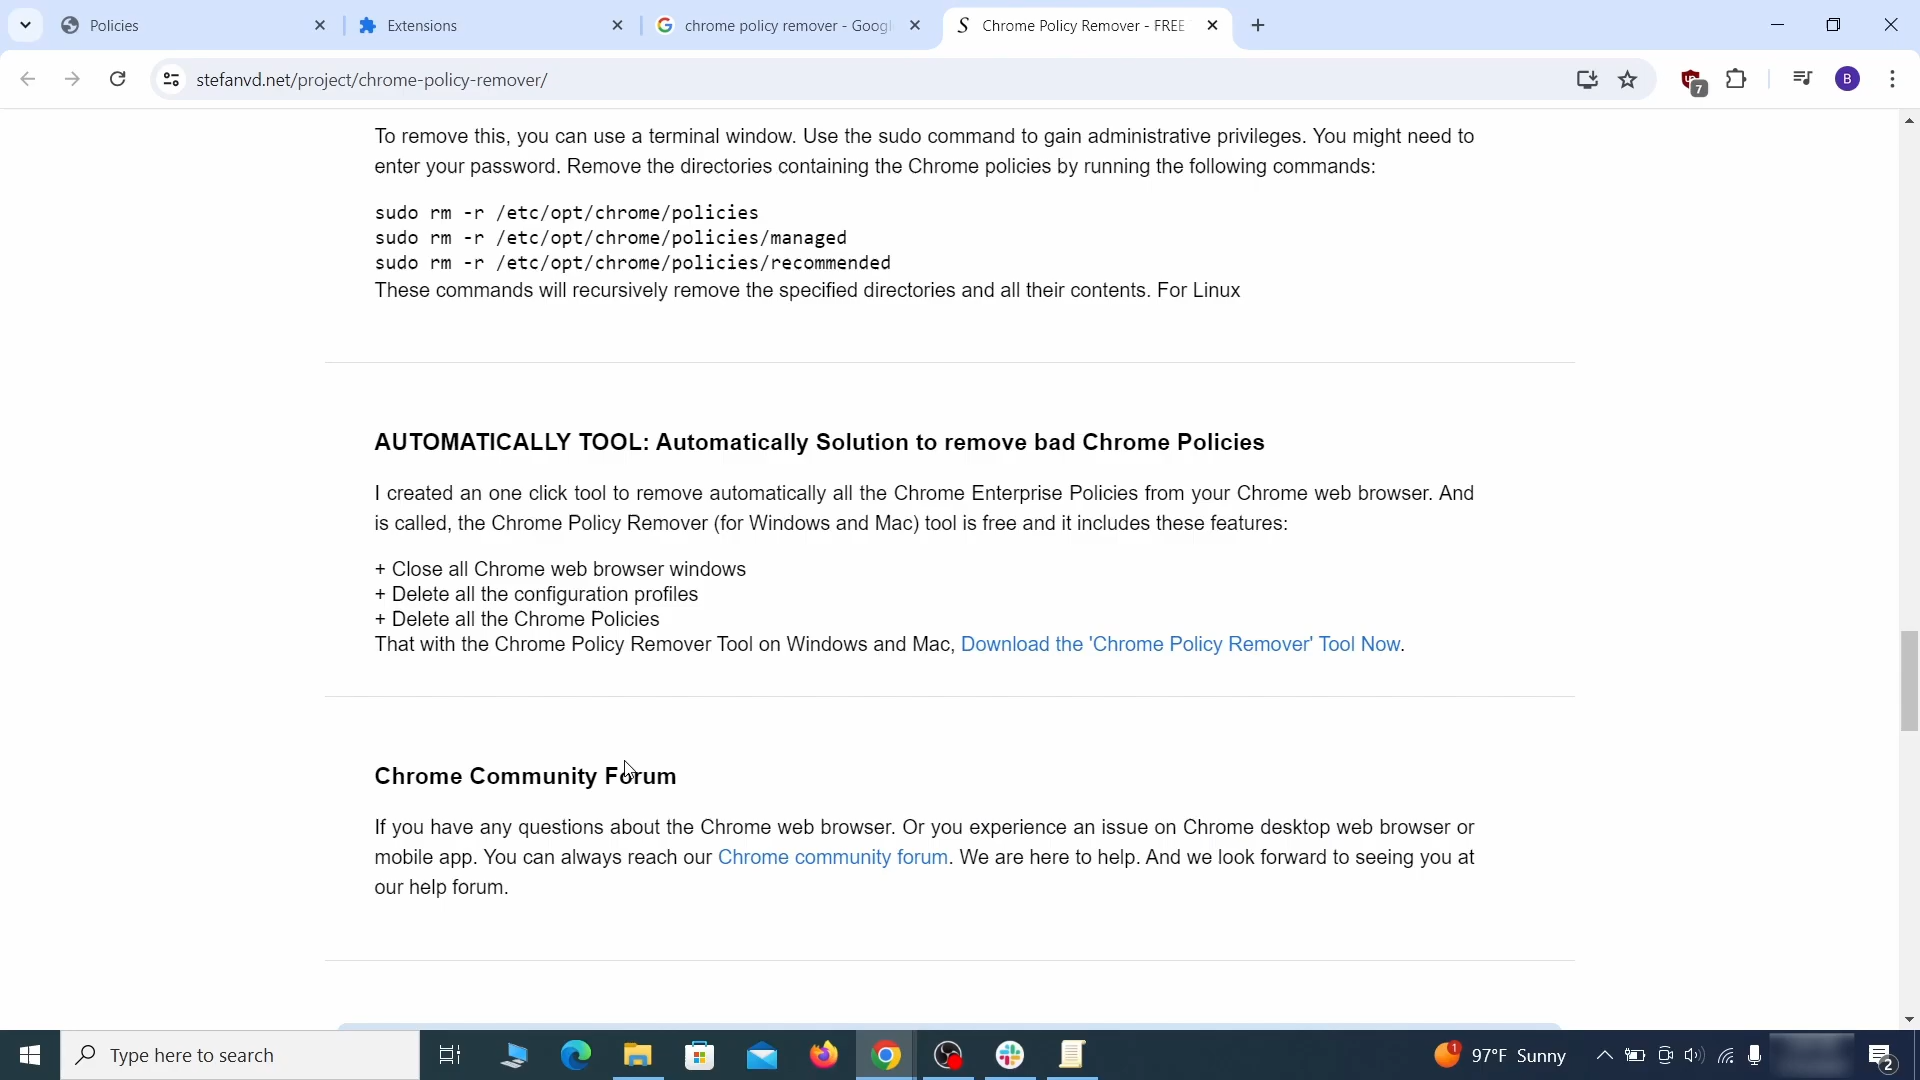 Policies
Extensions
chrome policy remover - Googl
Chrome Policy Remover - FREE
stefanvd.net/project/chrome-policy-remover/
7
B
To remove this, you can use a terminal window. Use the sudo command to gain administrative privileges. You might need to
enter your password. Remove the directories containing the Chrome policies by running the following commands:
sudo rm -r /etc/opt/chrome/policies
sudo rm -r /etc/opt/chrome/policies/managed
sudo rm -r /etc/opt/chrome/policies/recommended
These commands will recursively remove the specified directories and all their contents. For Linux
AUTOMATICALLY TOOL: Automatically Solution to remove bad Chrome Policies
I created an one click tool to remove automatically all the Chrome Enterprise Policies from your Chrome web browser. And
is called, the Chrome Policy Remover (for Windows and Mac) tool is free and it includes these features:
+ Close all Chrome web browser windows
+ Delete all the configuration profiles
+ Delete all the Chrome Policies
That with the Chrome Policy Remover Tool on Windows and Mac, Download the 'Chrome Policy Remover' Tool Now.
Chrome Community Forum
If you have any questions about the Chrome web browser. Or you experience an issue on Chrome desktop web browser or
mobile app. You can always reach our Chrome community forum. We are here to help. And we look forward to seeing you at
our help forum.
Type here to search
1
97°F Sunny
2